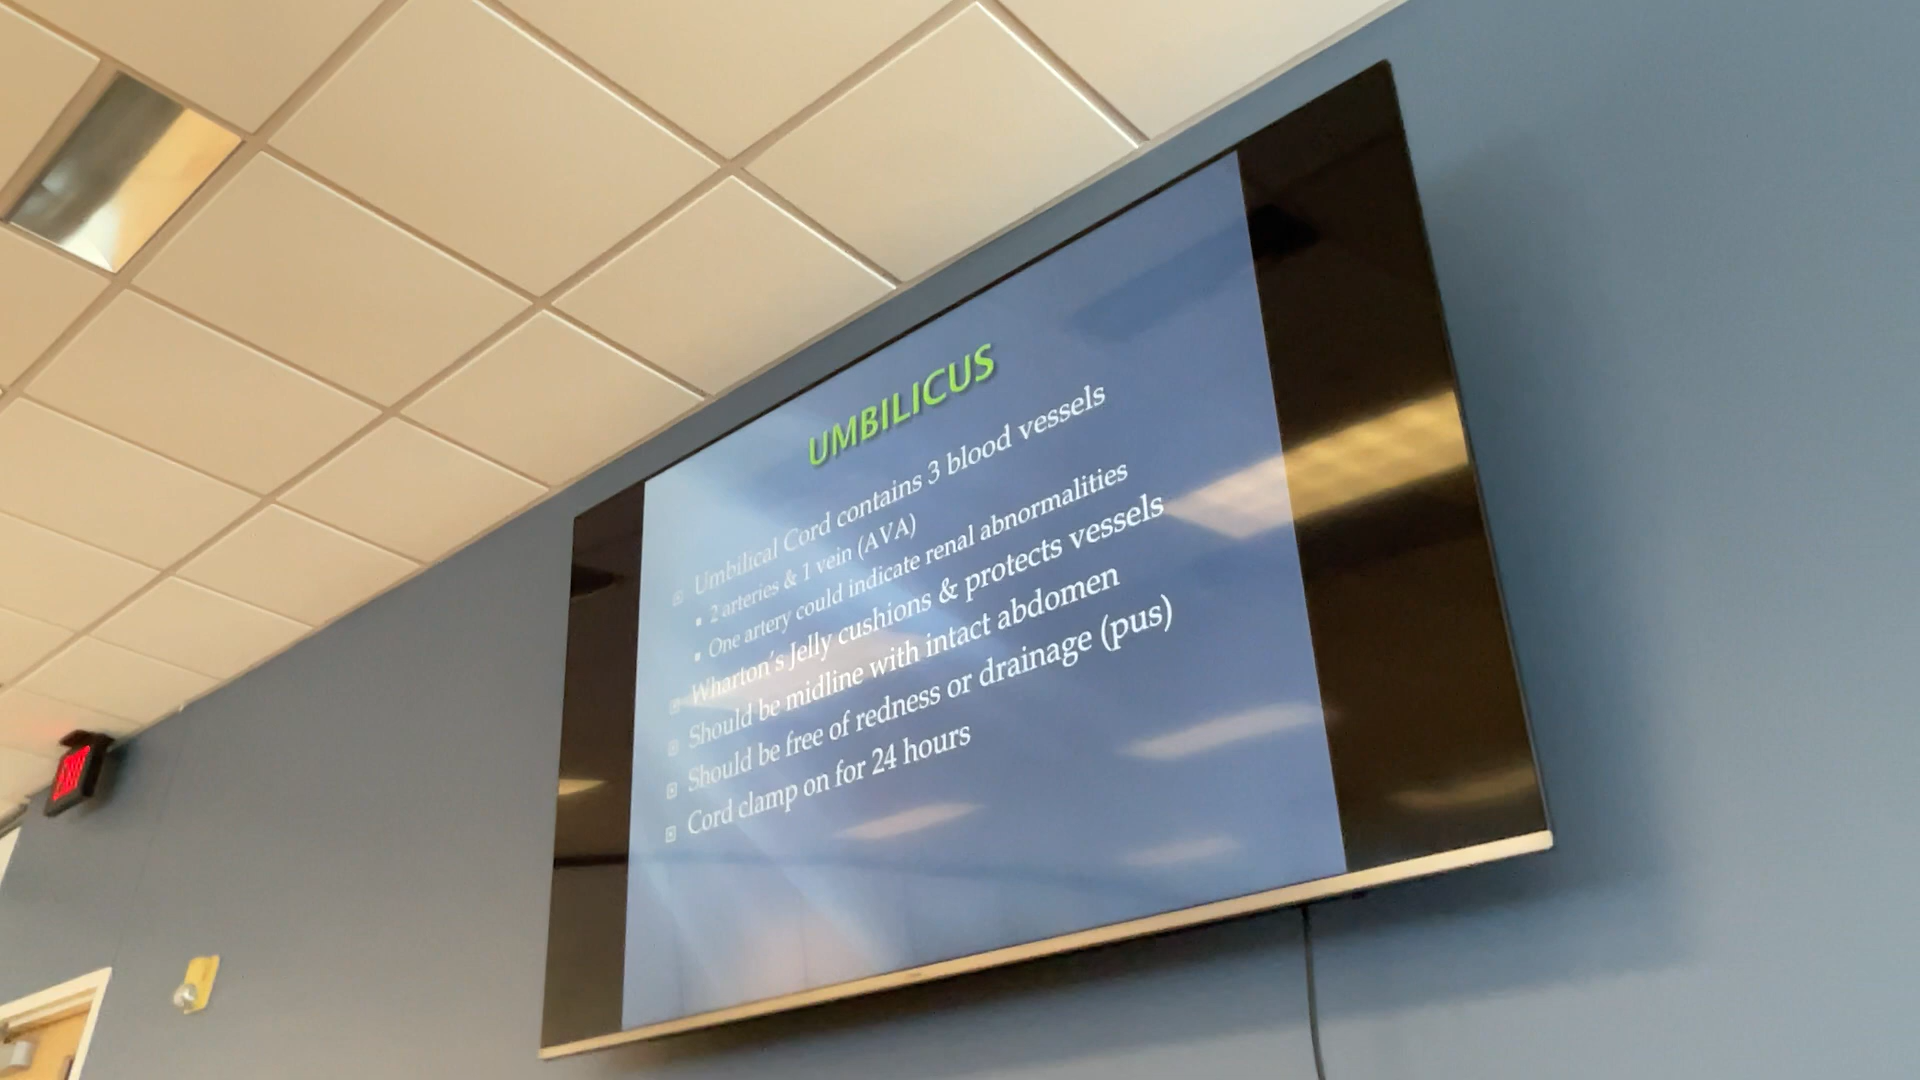 UMBILICUS
Umbilical Cord contains 3 blood vessels
2 arteries & 1 vein (AVA)
One artery could indicate renal abnormalities
Wharton's Jelly cushions & protects vessels
Should be midline with intact abdomen
Should be free of redness or drainage (pus)
Cord clamp on for 24 hours
EXIT